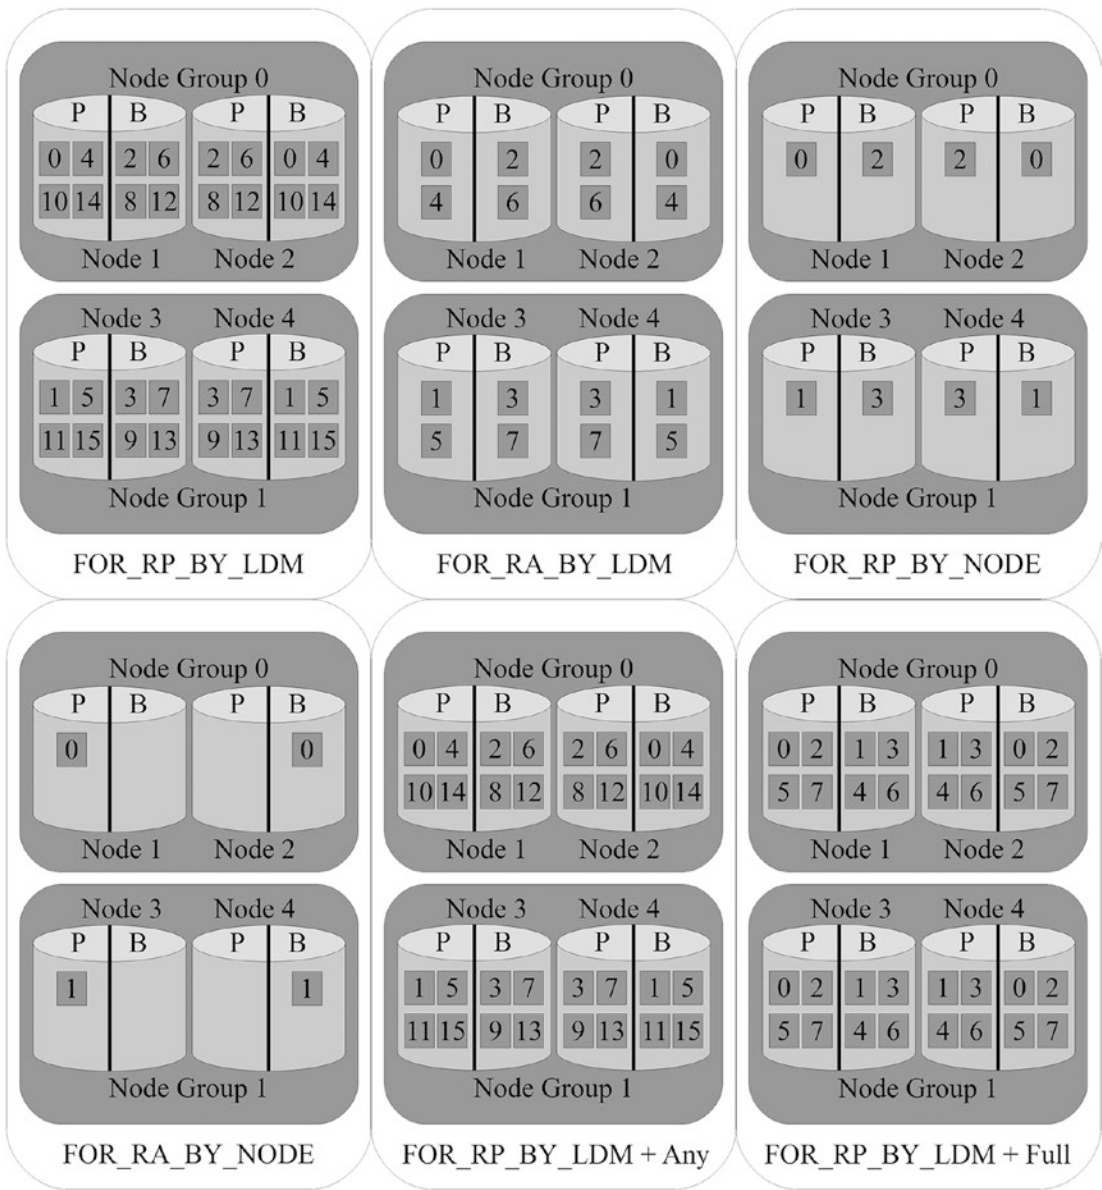 Node Group 0
P B P B
0 4 2 6 2 6 0 4
10 14 8 12 8 12 10 14
Node 1 Node 2
Node 3 Node 4
P B P B
1 5 3 7 3 7 1 5
11 15 9 13 9 13 11 15
Node Group 1
FOR_RP_BY_LDM
Node Group 0
P B P B
0 2 2 0
4 6 6 4
Node 1 Node 2
Node 3 Node 4
P B P B
1 3 3 1
5 7 7 5
Node Group 1
FOR_RA_BY_LDM
Node Group 0
P B P B
0 2 2 0
Node 1 Node 2
Node 3 Node 4
P B P B
1 3 3 1
Node Group 1
FOR_RP_BY_NODE
Node Group 0
P B P B
0 0
Node 1 Node 2
Node 3 Node 4
P B P B
1 1
Node Group 1
FOR_RA_BY_NODE
Node Group 0
P B P B
0 4 2 6 2 6 0 4
10 14 8 12 8 12 10 14
Node 1 Node 2
Node 3 Node 4
P B P B
1 5 3 7 3 7 1 5
11 15 9 13 9 13 11 15
Node Group 1
FOR_RP_BY_LDM + Any
Node Group 0
P B P B
0 2 1 3 1 3 0 2
5 7 4 6 4 6 5 7
Node 1 Node 2
Node 3 Node 4
P B P B
0 2 1 3 1 3 0 2
5 7 4 6 4 6 5 7
Node Group 1
FOR_RP_BY_LDM + Full